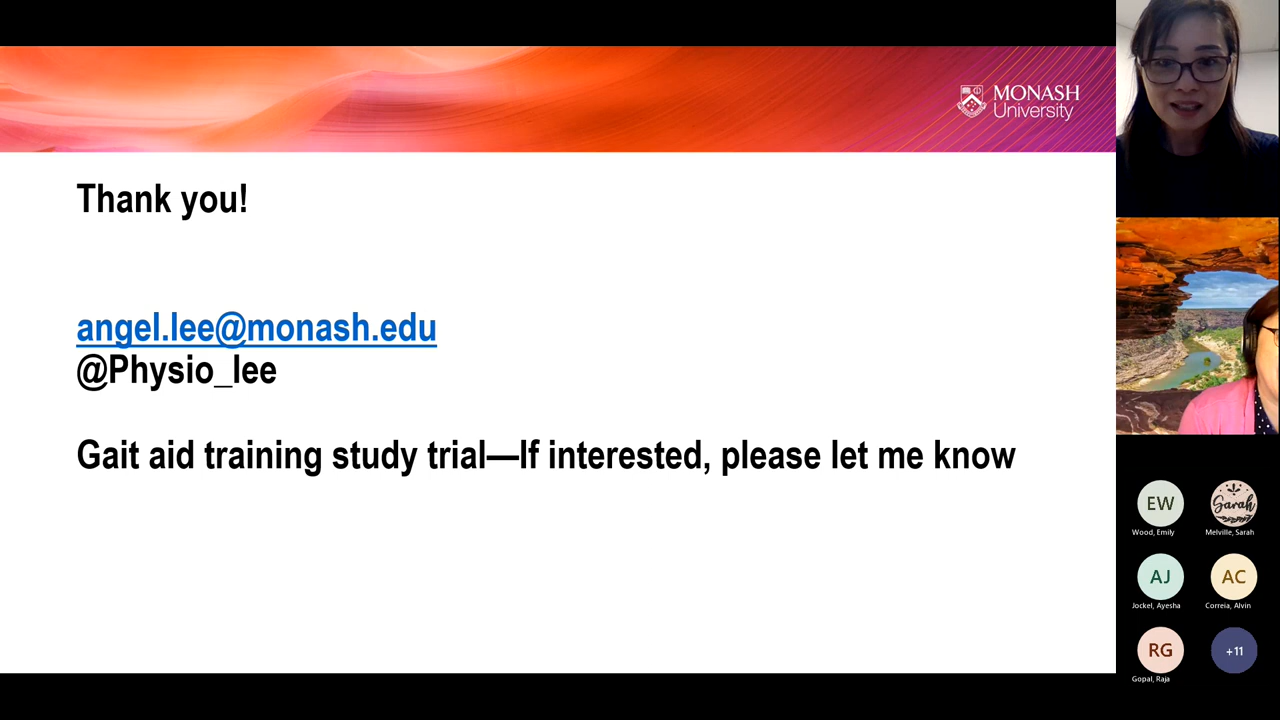 MONASH
University
Thank you!
angel.lee@monash.edu
@Physio_lee
Gait aid training study trial—If interested, please let me know
EW
Wood, Emily
Sarah
Melville, Sarah
AJ
Jockel, Ayesha
AC
Correia, Alvin
RG
Gopal, Raja
+11